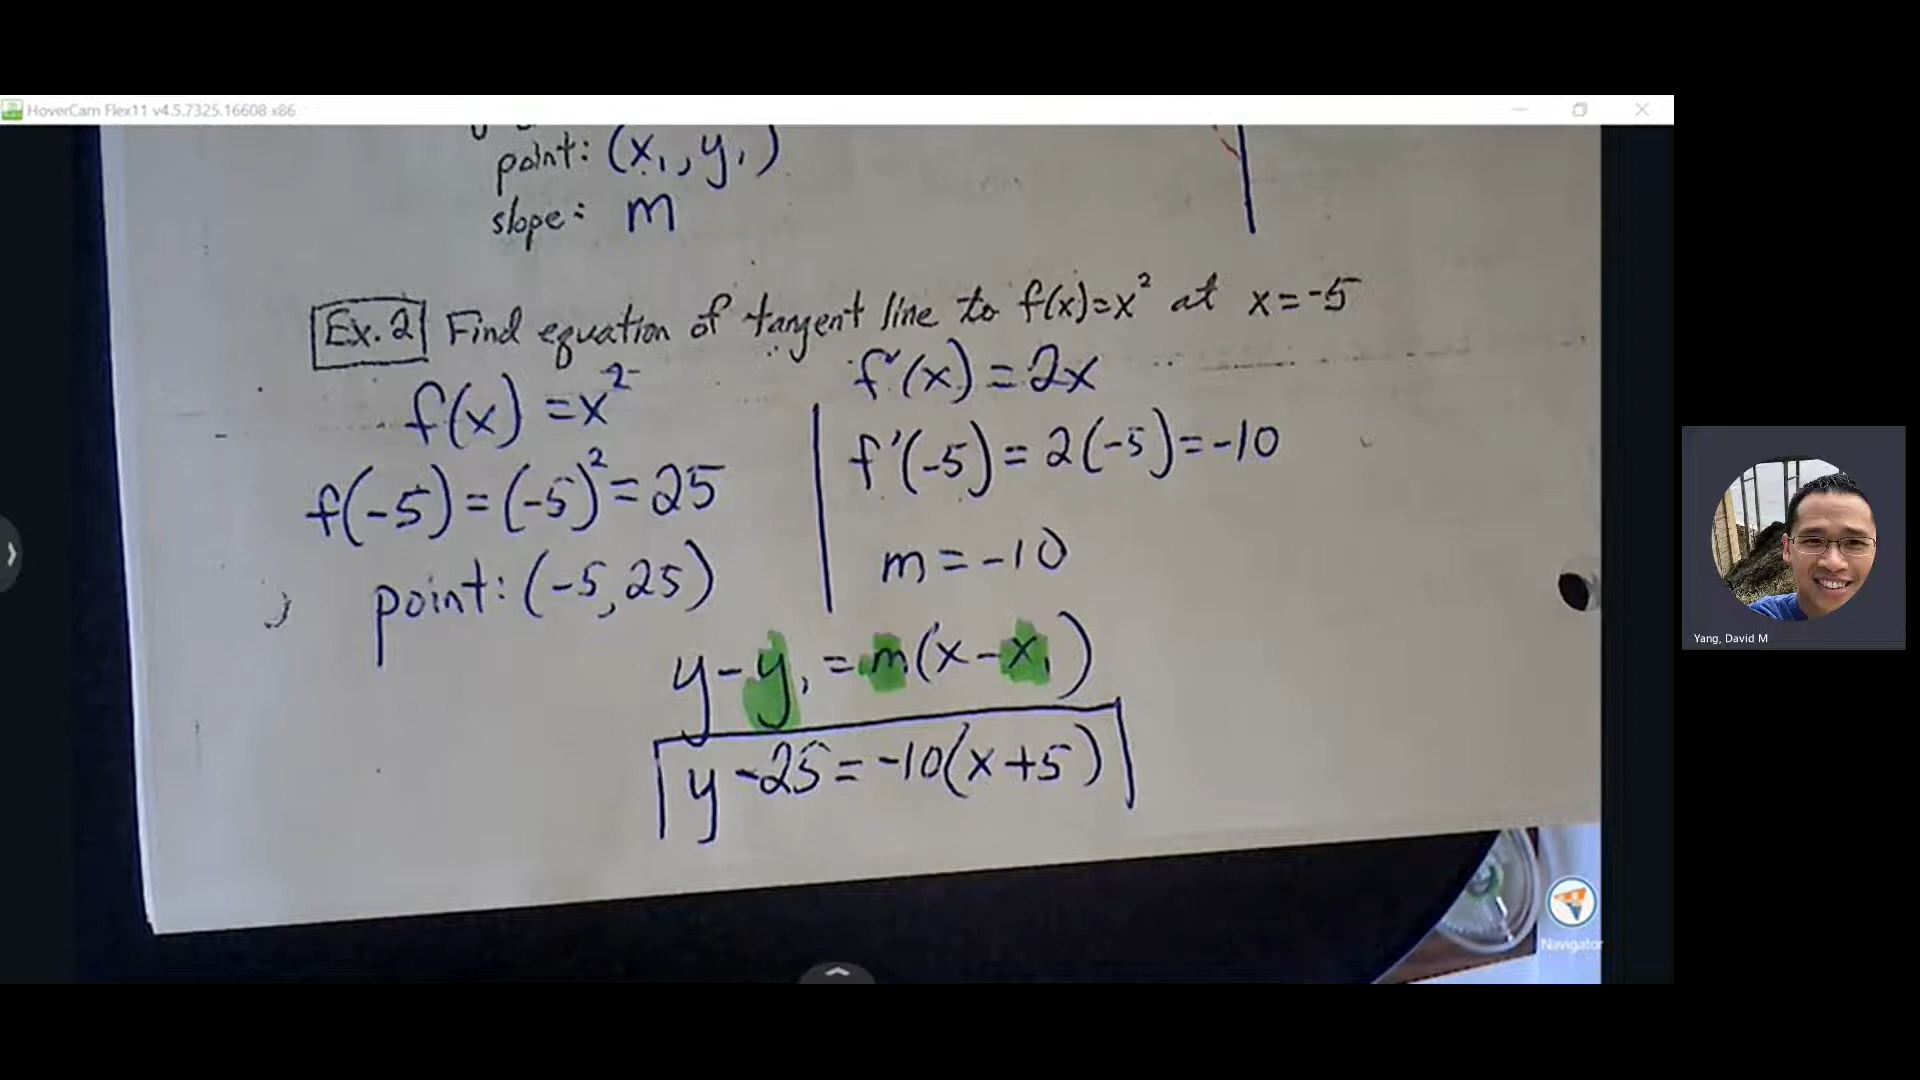 HoverCam Flex11 v4.5.7325.16608 x86
point: (x₁, y₁)
slope: m
Ex. 2 Find equation of tangent line to f(x)=x² at x=-5
f(x)=x²
f(-5)=(-5)²=25
point: (-5,25)
f'(x)=2x
f'(-5)=2(-5)=-10
m=-10
y-y₁=m(x-x₁)
y-25=-10(x+5)
Navigator
Yang, David M